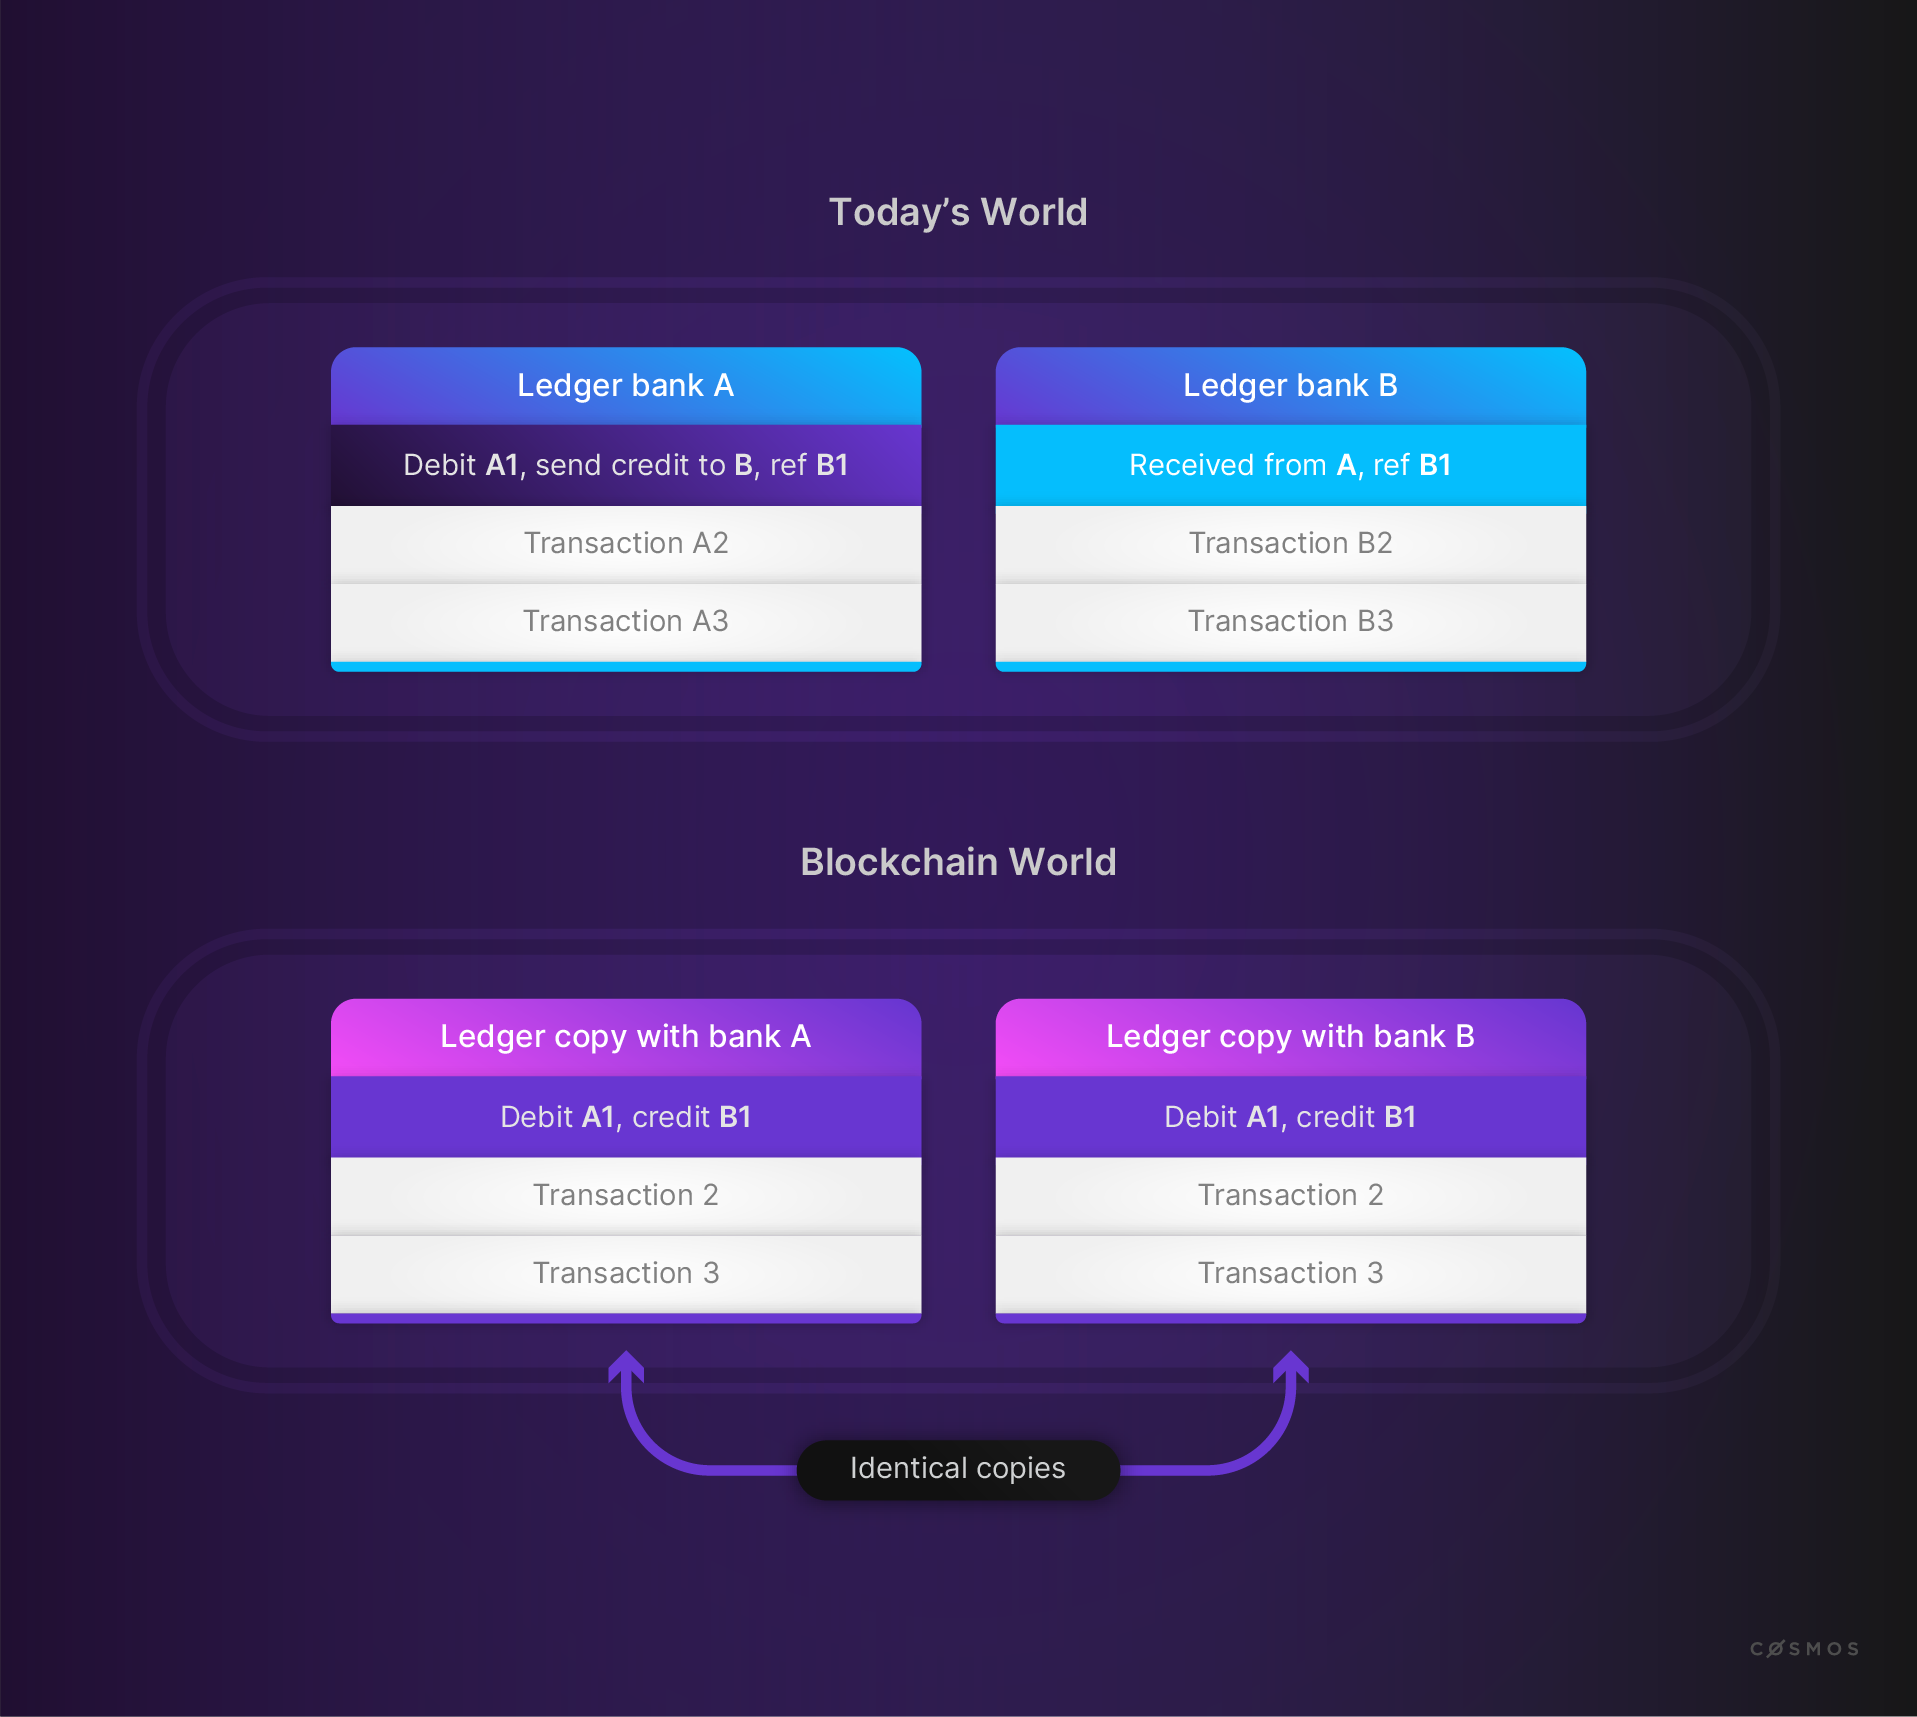 Today’s World
Ledger bank A
Debit A1, send credit to B, ref B1
Transaction A2
Transaction A3
Ledger bank B
Received from A, ref B1
Transaction B2
Transaction B3
Blockchain World
Ledger copy with bank A
Debit A1, credit B1
Transaction 2
Transaction 3
Ledger copy with bank B
Debit A1, credit B1
Transaction 2
Transaction 3
Identical copies
CØSMOS